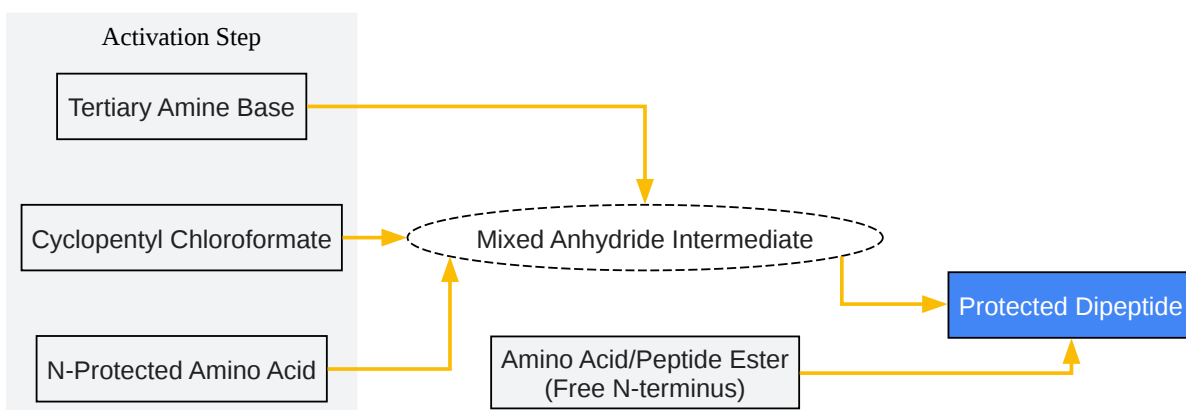 Activation Step
Tertiary Amine Base
Cyclopentyl Chloroformate
Mixed Anhydride Intermediate
Protected Dipeptide
N-Protected Amino Acid
Amino Acid/Peptide Ester
(Free N-terminus)